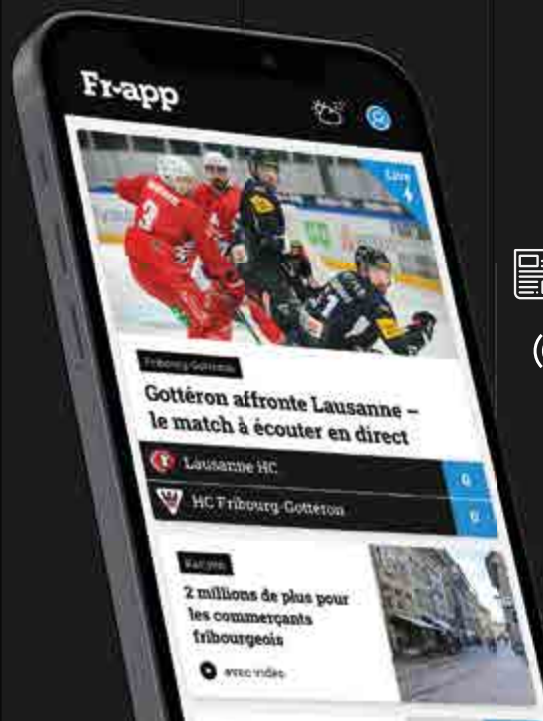 Fr-app
Live
Fribourg-Gottéron
Gottéron affronte Lausanne –
le match à écouter en direct
Lausanne HC
0
HC Fribourg-Gottéron
0
2 millions de plus pour
les commerçants
fribourgeois
avec vidéo